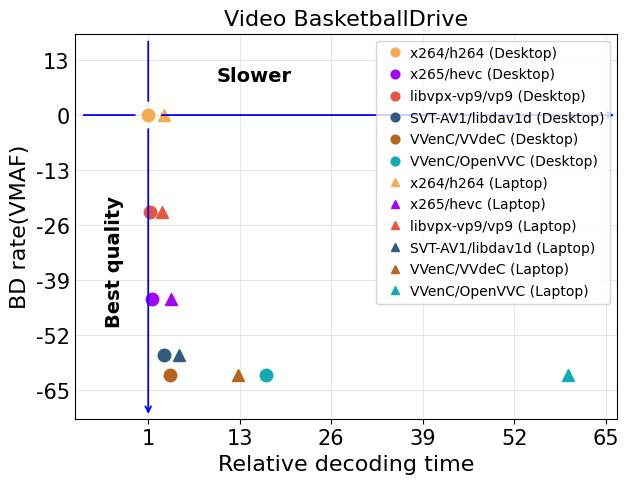 Video BasketballDrive
BD rate(VMAF)
13
0
-13
-26
-39
-52
-65
Slower
Best quality
x264/h264 (Desktop)
x265/hevc (Desktop)
libvpx-vp9/vp9 (Desktop)
SVT-AV1/libdav1d (Desktop)
VVenC/VVdeC (Desktop)
VVenC/OpenVVC (Desktop)
x264/h264 (Laptop)
x265/hevc (Laptop)
libvpx-vp9/vp9 (Laptop)
SVT-AV1/libdav1d (Laptop)
VVenC/VVdeC (Laptop)
VVenC/OpenVVC (Laptop)
1 13 26 39 52 65
Relative decoding time